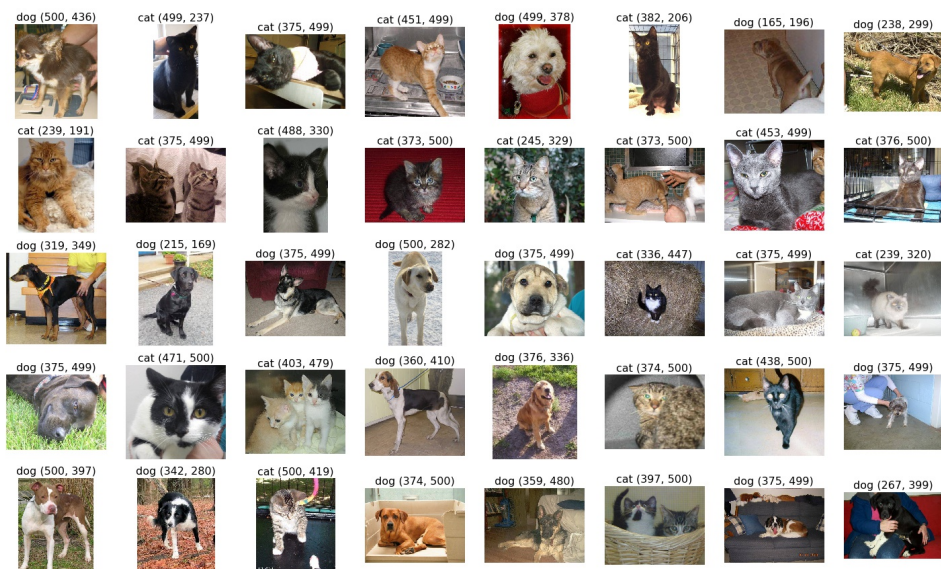 dog (500, 436)
cat (499, 237)
cat (375, 499)
cat (451, 499)
dog (499, 378)
cat (382, 206)
dog (165, 196)
dog (238, 299)
cat (239, 191)
cat (375, 499)
cat (488, 330)
cat (373, 500)
cat (245, 329)
cat (373, 500)
cat (453, 499)
cat (376, 500)
dog (319, 349)
dog (215, 169)
dog (375, 499)
dog (500, 282)
dog (375, 499)
cat (336, 447)
cat (375, 499)
cat (239, 320)
dog (375, 499)
cat (471, 500)
cat (403, 479)
dog (360, 410)
dog (376, 336)
cat (374, 500)
cat (438, 500)
dog (375, 499)
dog (500, 397)
dog (342, 280)
cat (500, 419)
dog (374, 500)
dog (359, 480)
cat (397, 500)
dog (375, 499)
dog (267, 399)